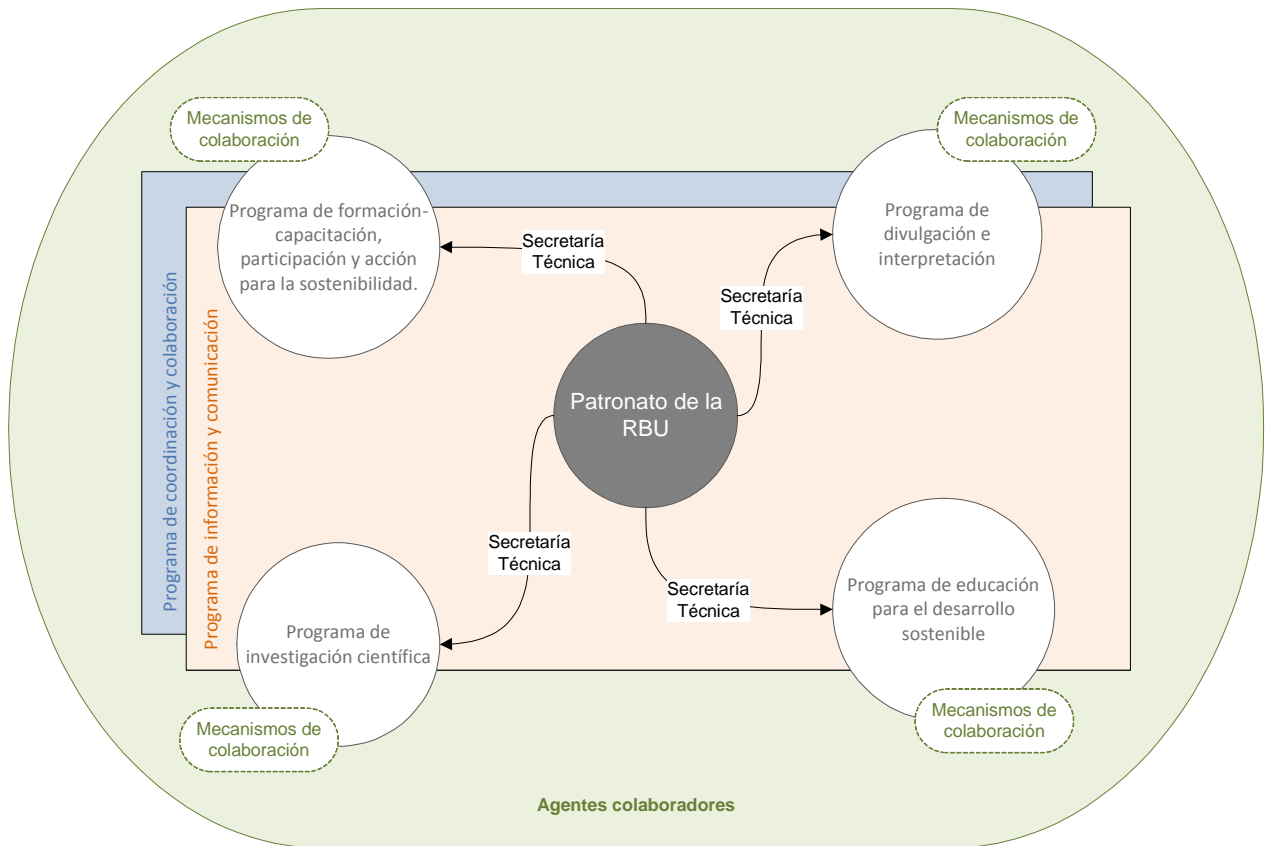 Mecanismos de
colaboración
Mecanismos de
colaboración
Programa de formación-
capacitación,
participación y acción
para la sostenibilidad.
Programa de
divulgación e
interpretación
Secretaría
Técnica
Secretaría
Técnica
Programa de coordinación y colaboración
Programa de información y comunicación
Patronato de la
RBU
Secretaría
Técnica
Secretaría
Técnica
Programa de
investigación científica
Programa de educación
para el desarrollo
sostenible
Mecanismos de
colaboración
Mecanismos de
colaboración
Agentes colaboradores